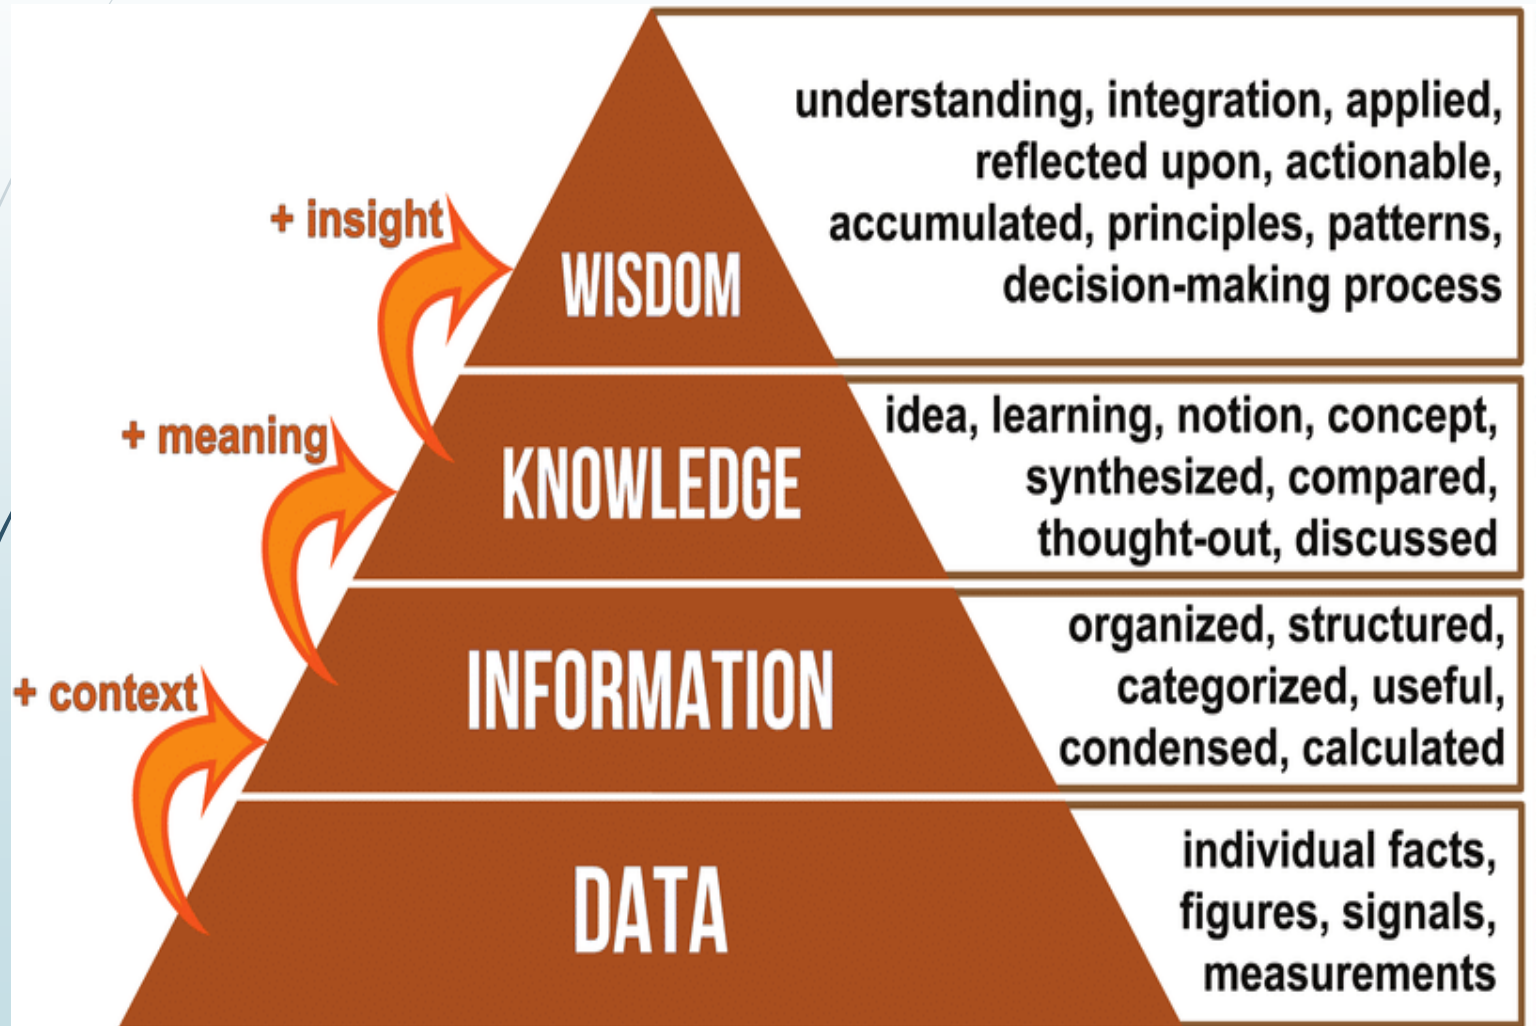 understanding, integration, applied,
reflected upon, actionable,
accumulated, principles, patterns,
decision-making process
+ insight
WISDOM
idea, learning, notion, concept,
synthesized, compared,
thought-out, discussed
+ meaning
KNOWLEDGE
organized, structured,
categorized, useful,
condensed, calculated
+ context
INFORMATION
individual facts,
figures, signals,
measurements
DATA